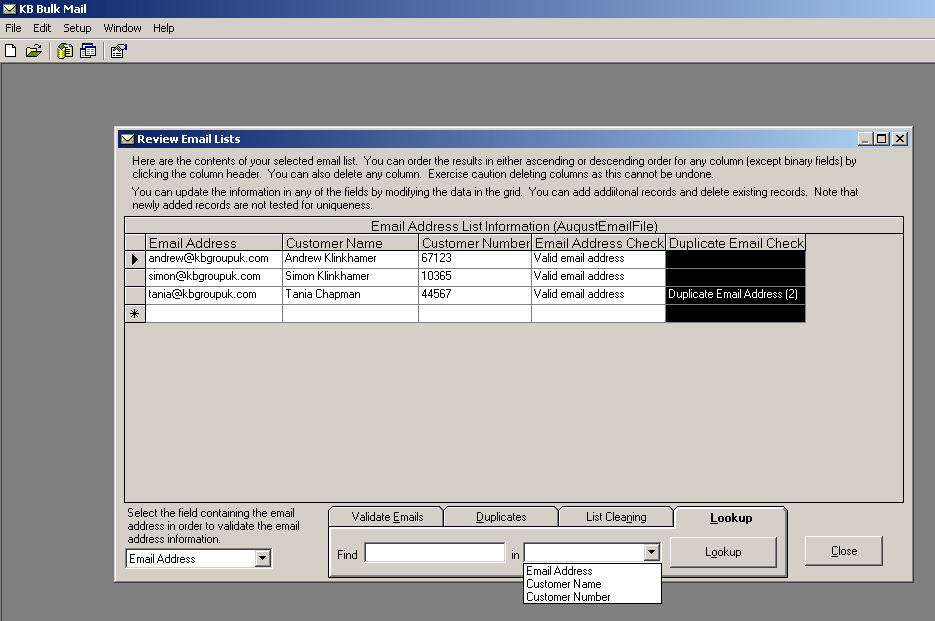 KB Bulk Mail
File Edit Setup Window Help
Review Email Lists
Here are the contents of your selected email list. You can order the results in either ascending or descending order for any column (except binary fields) by
clicking the column header. You can also delete any column. Exercise caution deleting columns as this cannot be undone.
You can update the information in any of the fields by modifying the data in the grid. You can add additonal records and delete existing records. Note that
newly added records are not tested for uniqueness.
Email Address List Information (AugustEmailFile)
Email Address Customer Name Customer Number Email Address Check Duplicate Email Check
andrew@kbgroupuk.com Andrew Klinkhamer 67123 Valid email address
simon@kbgroupuk.com Simon Klinkhamer 10365 Valid email address
tania@kbgroupuk.com Tania Chapman 44567 Valid email address Duplicate Email Address (2)
Select the field containing the email
address in order to validate the email
address information.
Email Address
Validate Emails Duplicates List Cleaning Lookup
Find in Lookup
Email Address
Customer Name
Customer Number
Close